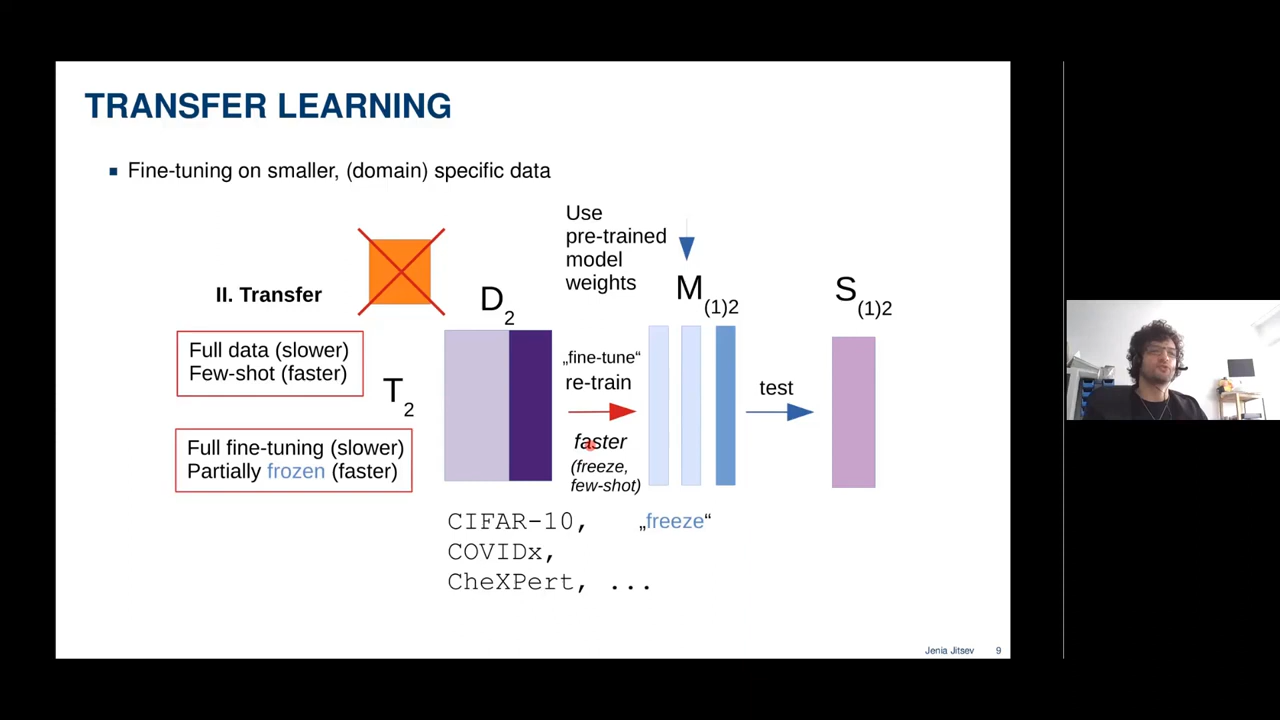 TRANSFER LEARNING
Fine-tuning on smaller, (domain) specific data
Use
pre-trained
model
weights
II. Transfer
D2
M(1)2
S(1)2
Full data (slower)
Few-shot (faster)
T2
„fine-tune“
re-train
test
Full fine-tuning (slower)
Partially frozen (faster)
faster
(freeze,
few-shot)
CIFAR-10,
„freeze“
COVIDx,
CheXPert, ...
Jenia Jitsev 9